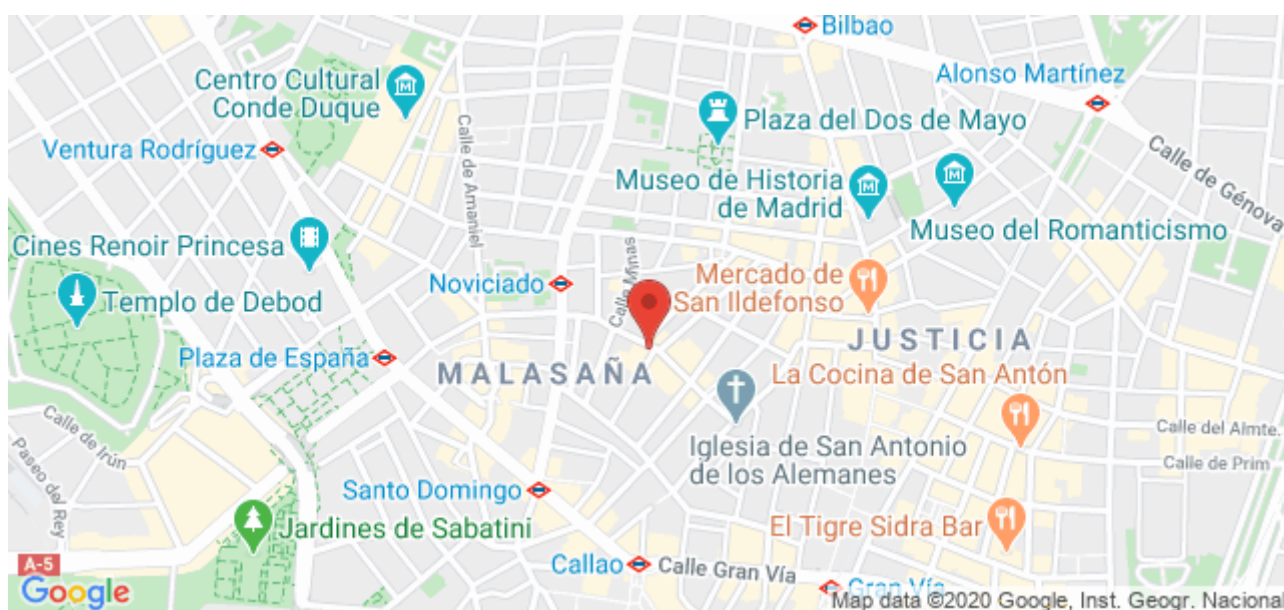 Bilbao
Alonso Martínez
Centro Cultural
Conde Duque
Plaza del Dos de Mayo
Calle de Amaniel
Calle de Génova
Ventura Rodríguez
Museo de Historia
de Madrid
Museo del Romanticismo
Cines Renoir Princesa
Calle Mynas
Noviciado
Mercado de
San Ildefonso
Templo de Debod
JUSTICIA
Plaza de España
MALASAÑA
La Cocina de San Antón
Calle de Irún
Calle del Almte.
Iglesia de San Antonio
de los Alemanes
Calle de Prim
Paseo del Rey
Santo Domingo
Jardines de Sabatini
El Tigre Sidra Bar
A-5
Callao
Calle Gran Vía
Gran Vía
Google
Map data ©2020 Google, Inst. Geogr. Naciona